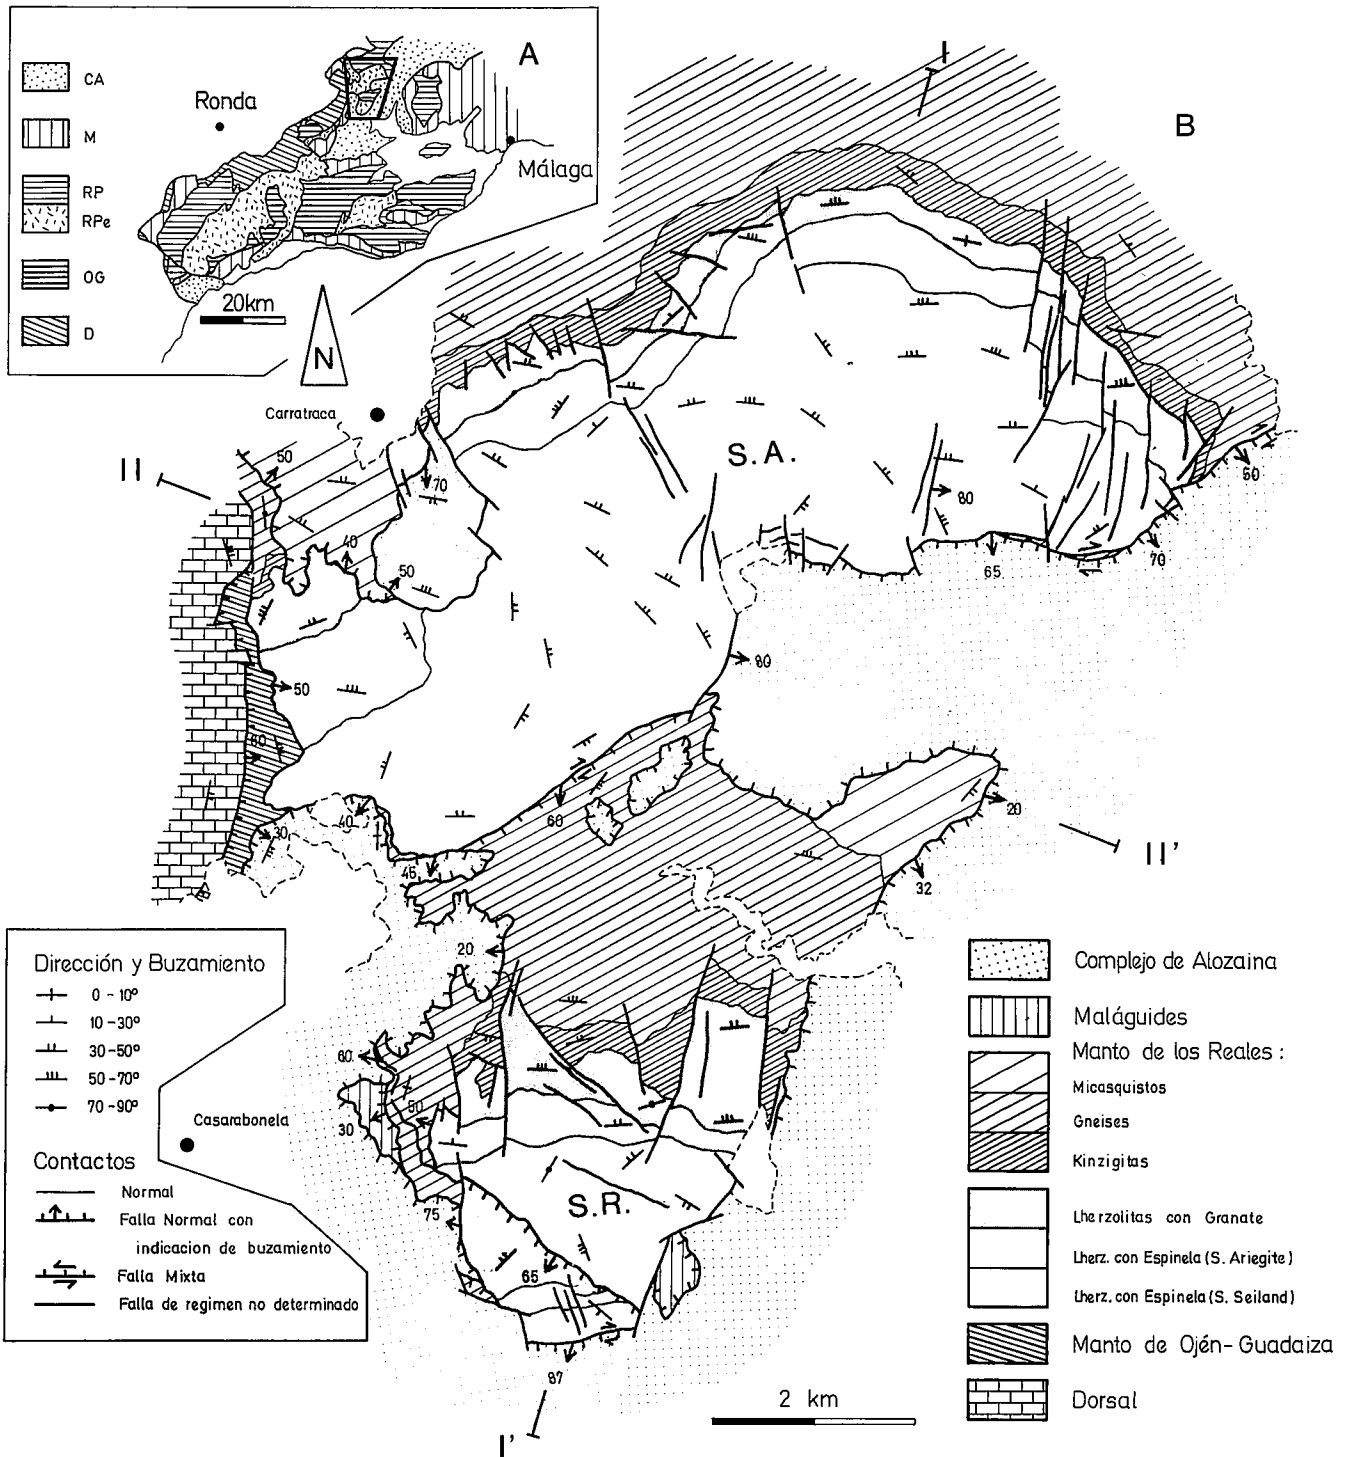 A
CA
M
RP
RPe
OG
D
Ronda
Málaga
20km
N
B
I
Carratraca
II
50
70
40
50
S.A.
80
65
70
50
80
50
60
30
40
45
60
20
32
II'
20
60
50
30
75
S.R.
65
87
I'
2 km
Dirección y Buzamiento
0 - 10º
10 - 30º
30 - 50º
50 - 70º
70 - 90º
Casarabonela
Contactos
Normal
Falla Normal con
indicacion de buzamiento
Falla Mixta
Falla de regimen no determinado
Complejo de Alozaina
Maláguides
Manto de los Reales :
Micasquistos
Gneises
Kinzigitas
Lherzolitas con Granate
Lherz. con Espinela (S. Ariegite)
Lherz. con Espinela (S. Seiland)
Manto de Ojén-Guadaiza
Dorsal